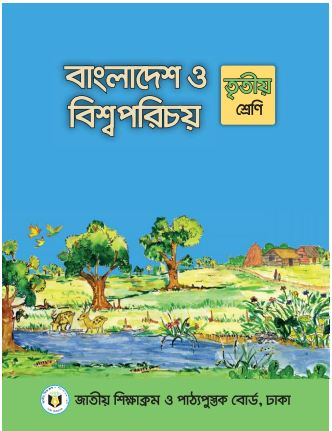 বাংলাদেশ ও
বিশ্বপরিচয়
তৃতীয়
শ্রেণি
জাতীয় শিক্ষাক্রম ও পাঠ্যপুস্তক বোর্ড, ঢাকা